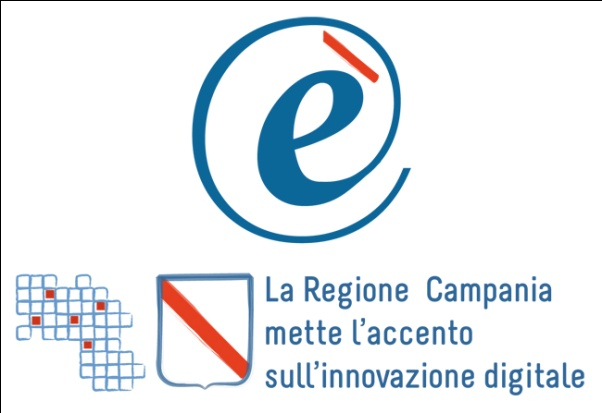 è
La Regione Campania
mette l'accento
sull'innovazione digitale